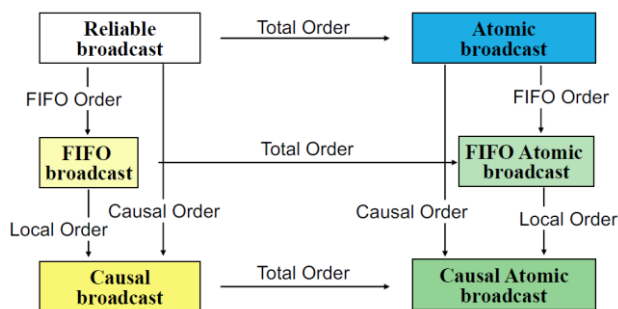 Reliable
broadcast
Total Order
Atomic
broadcast
FIFO Order
FIFO Order
FIFO
broadcast
Total Order
FIFO Atomic
broadcast
Local Order
Causal Order
Causal Order
Local Order
Causal
broadcast
Total Order
Causal Atomic
broadcast